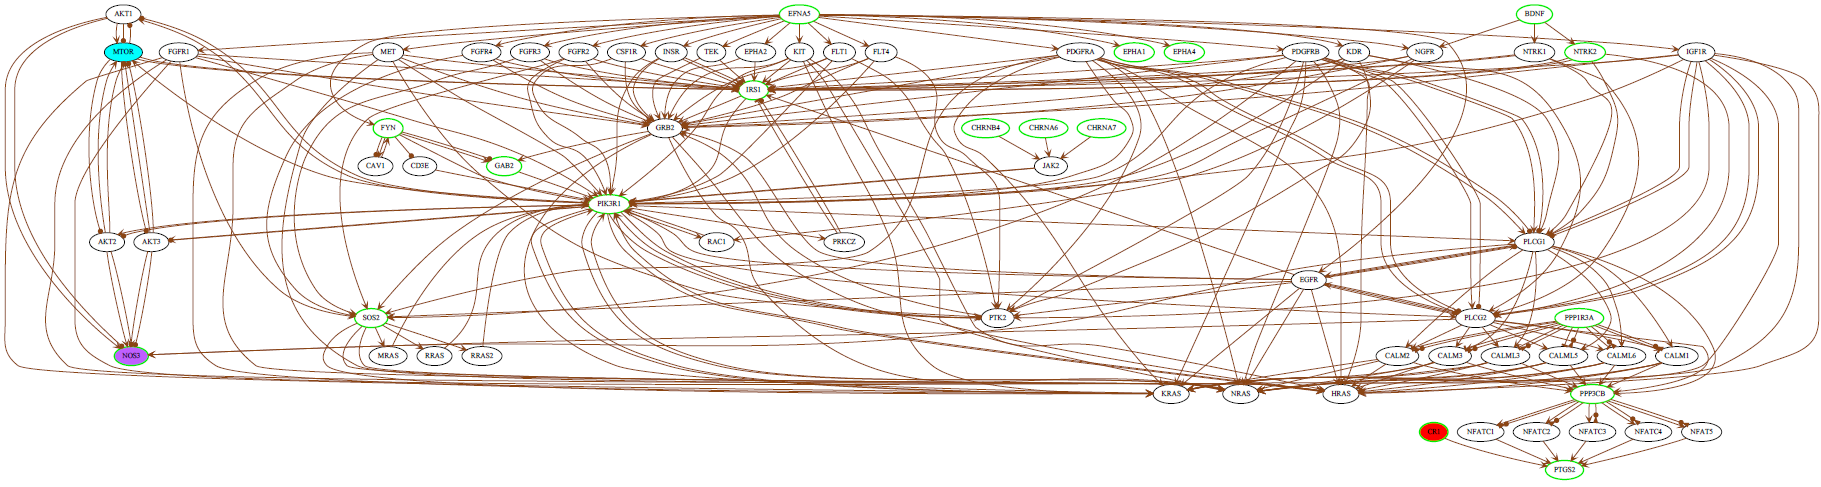 AKT1
EFNA5
BDNF
MTOR
FGFR1
MET
FGFR4
FGFR3
FGFR2
CSF1R
INSR
TEK
EPHA2
KIT
FLT1
FLT4
PDGFRA
EPHA1
EPHA4
PDGFRB
KDR
NGFR
NTRK1
NTRK2
IGF1R
IRS1
FYN
GRB2
CHRNB4
CHRNA6
CHRNA7
CAV1
CD3E
GAB2
JAK2
PIK3R1
AKT2
AKT3
RAC1
PRKCZ
PLCG1
EGFR
SOS2
PTK2
PLCG2
PPP1R3A
NOS3
MRAS
RRAS
RRAS2
CALM2
CALM3
CALML3
CALML5
CALML6
CALM1
KRAS
NRAS
HRAS
PPP3CB
NFATC1
NFATC2
NFATC3
NFATC4
NFAT5
PTGS2